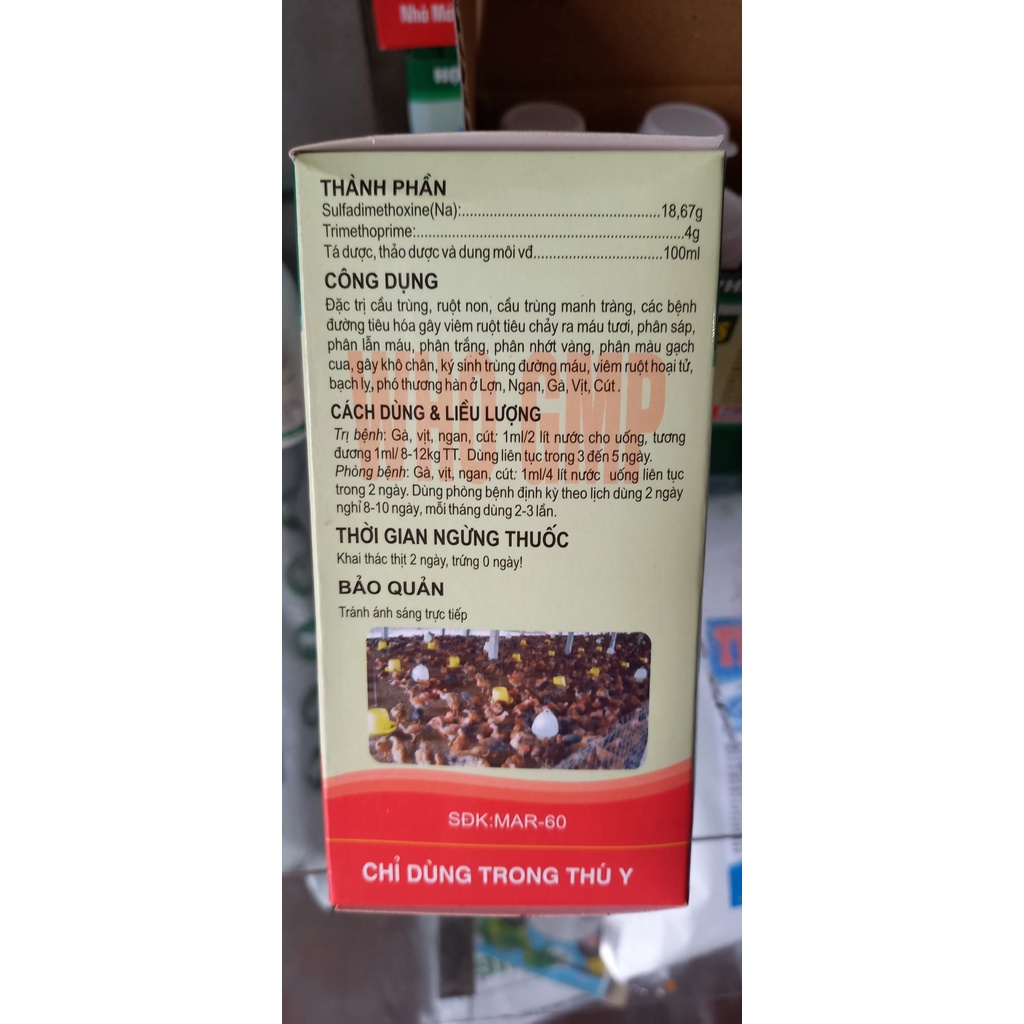 Nhỏ
THÀNH PHẦN
Sulfadimethoxine(Na):..................................................18,67g
Trimethoprime:...................................................................4g
Tá dược, thảo dược và dung môi vđ................................100ml
CÔNG DỤNG
Đặc trị cầu trùng, ruột non, cầu trùng manh tràng, các bệnh
đường tiêu hóa gây viêm ruột tiêu chảy ra máu tươi, phân sáp,
phân lẫn máu, phân trắng, phân nhớt vàng, phân màu gạch
cua, gây khô chân, ký sinh trùng đường máu, viêm ruột hoại tử,
bạch lỵ, phó thương hàn ở Lợn, Ngan, Gà, Vịt, Cút .
WHO GMP
CÁCH DÙNG & LIỀU LƯỢNG
Trị bệnh: Gà, vịt, ngan, cút: 1ml/2 lít nước cho uống, tương
đương 1ml/ 8-12kg TT. Dùng liên tục trong 3 đến 5 ngày.
Phòng bệnh: Gà, vịt, ngan, cút: 1ml/4 lít nước uống liên tục
trong 2 ngày. Dùng phòng bệnh định kỳ theo lịch dùng 2 ngày
nghỉ 8-10 ngày, mỗi tháng dùng 2-3 lần.
THỜI GIAN NGỪNG THUỐC
Khai thác thịt 2 ngày, trứng 0 ngày!
BẢO QUẢN
Tránh ánh sáng trực tiếp
SĐK:MAR-60
CHỈ DÙNG TRONG THÚ Y